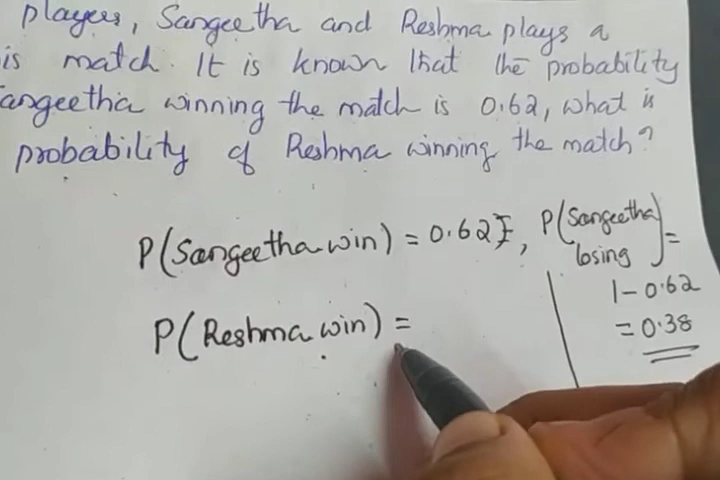 players, Sangeetha and Reshma plays a
is match. It is known that the probability
angeetha winning the match is 0.62, what is
probability of Reshma winning the match?
P(Sangeetha win) = 0.62, P(Sangeetha losing) =
1 - 0.62
= 0.38
P(Reshma win) =